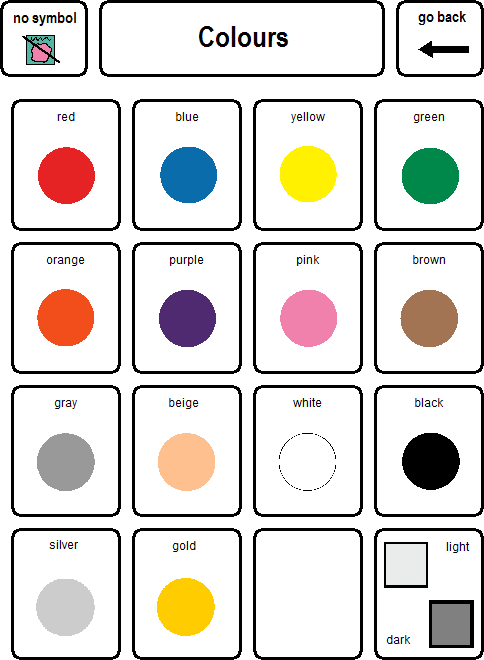 no symbol
Colours
go back
red
blue
yellow
green
orange
purple
pink
brown
gray
beige
white
black
silver
gold
light
dark